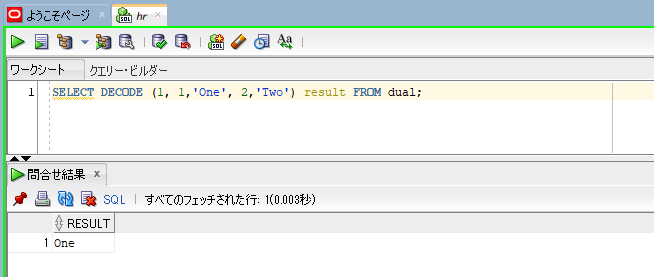 ようこそページ hr
ワークシート クエリー・ビルダー
1 SELECT DECODE (1, 1,'One', 2,'Two') result FROM dual;
問合せ結果 x
SQL | すべてのフェッチされた行: 1(0.003秒)
RESULT
1 One